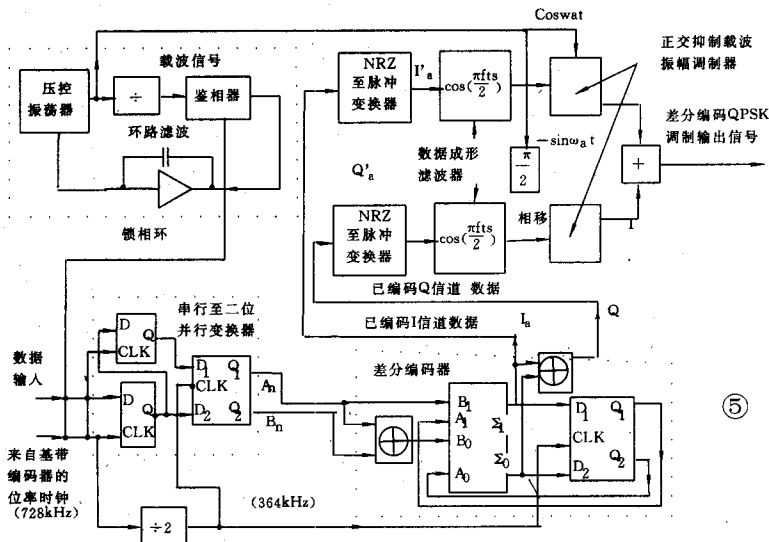 Coswat
载波信号
压控
振荡器
÷
鉴相器
环路滤波
锁相环
NRZ
至脉冲
变换器
I'a
cos(πfts/2)
正交抑制载波
振幅调制器
差分编码QPSK
调制输出信号
+
-sinωa t
π/2
数据成形
滤波器
Q'a
NRZ
至脉冲
变换器
cos(πfts/2)
相移
I
已编码Q信道 数据
已编码I信道数据
Ia
Q
串行至二位
并行变换器
D
Q
CLK
D
Q
CLK
D1
Q1
CLK
D2
Q2
An
Bn
数据
输入
来自基带
编码器的
位率时钟
(728kHz)
÷2
(364kHz)
差分编码器
B1
A1
B0
A0
Σ1
Σ0
D1
Q1
CLK
D2
Q2
⑤